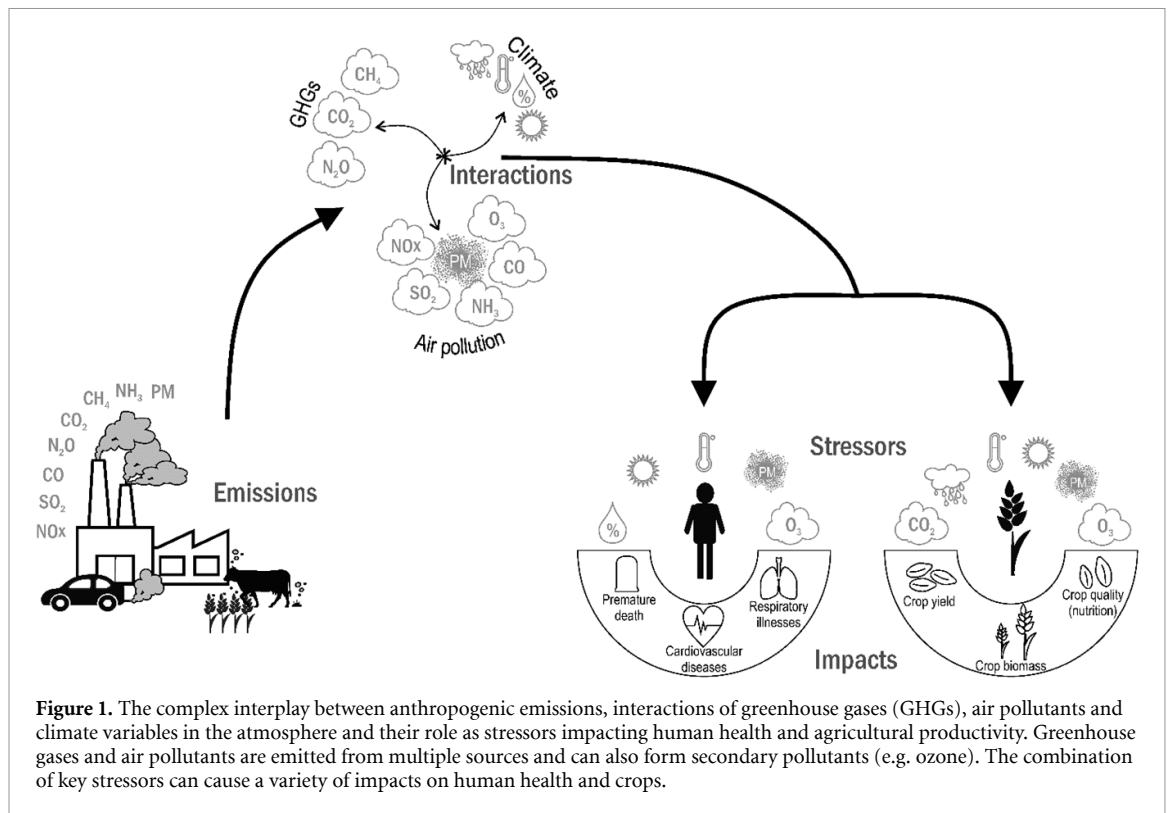 Climate
GHGs
CH₄
CO₂
N₂O
%
Interactions
O₃
NOx
PM
CO
SO₂
NH₃
Air pollution
CH₄ NH₃ PM
CO₂
N₂O
CO
SO₂
NOx
Emissions
Stressors
PM
%
O₃
PM
CO₂
O₃
Premature
death
Respiratory
illnesses
Cardiovascular
diseases
Impacts
Crop yield
Crop quality
(nutrition)
Crop biomass
Figure 1. The complex interplay between anthropogenic emissions, interactions of greenhouse gases (GHGs), air pollutants and
climate variables in the atmosphere and their role as stressors impacting human health and agricultural productivity. Greenhouse
gases and air pollutants are emitted from multiple sources and can also form secondary pollutants (e.g. ozone). The combination
of key stressors can cause a variety of impacts on human health and crops.